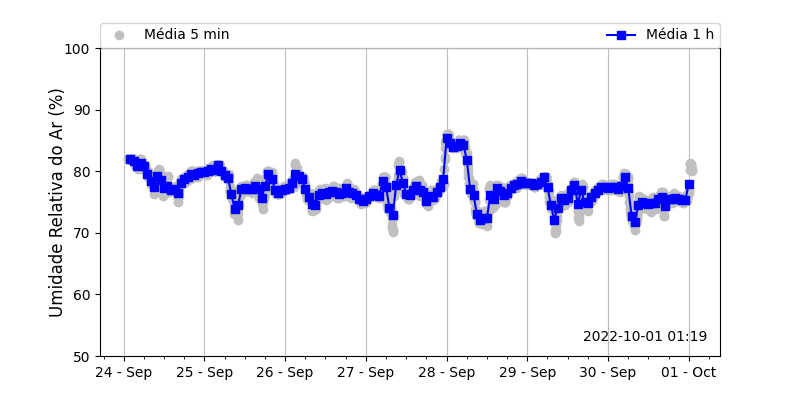 Média 5 min
Média 1 h
Umidade Relativa do Ar (%)
100
90
80
70
60
50
2022-10-01 01:19
24 - Sep
25 - Sep
26 - Sep
27 - Sep
28 - Sep
29 - Sep
30 - Sep
01 - Oct